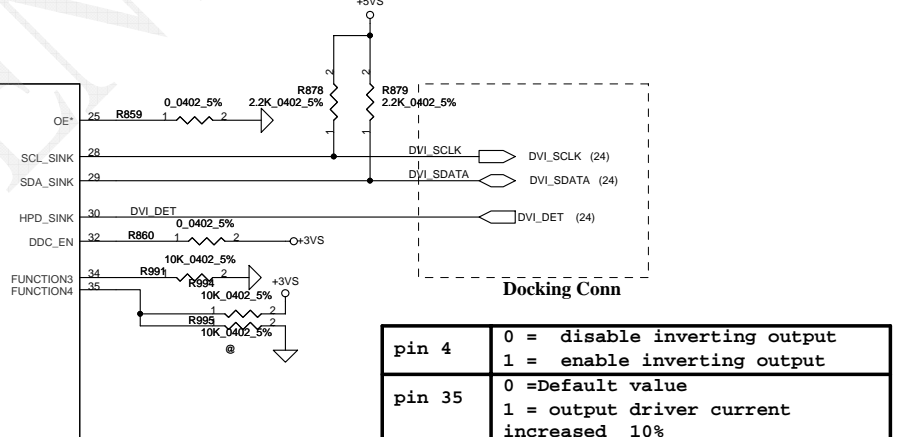 +5VS
R878
2.2K_0402_5%
R879
2.2K_0402_5%
2
2
1
1
OE*
25
R859
0_0402_5%
1
2
SCL_SINK
28
DVI_SCLK
DVI_SCLK (24)
SDA_SINK
29
DVI_SDATA
DVI_SDATA (24)
HPD_SINK
30
DVI_DET
DVI_DET (24)
0_0402_5%
DDC_EN
32
R860
1
2
+3VS
10K_0402_5%
FUNCTION3
34
R991
1
2
FUNCTION4
35
R994
+3VS
10K_0402_5%
1
2
R995
1
2
10K_0402_5%
@
Docking Conn
pin 4
0 = disable inverting output
1 = enable inverting output
pin 35
0 =Default value
1 = output driver current
increased 10%